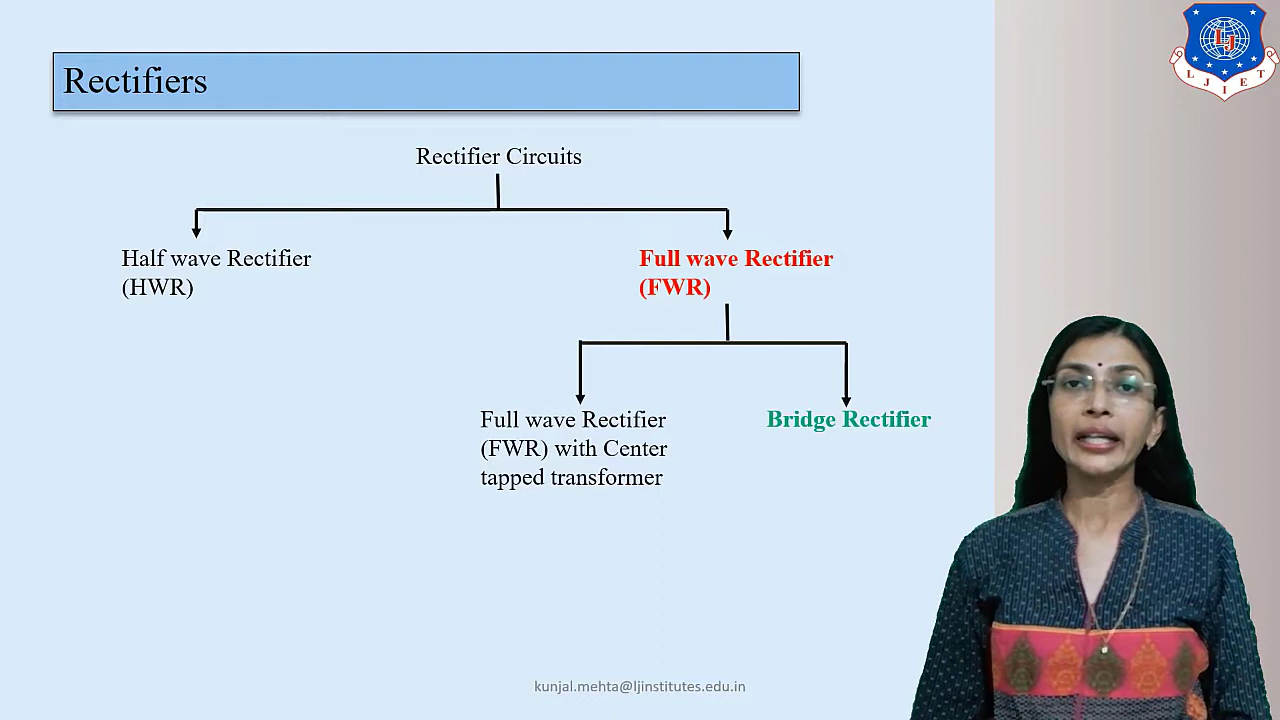 Rectifiers
Rectifier Circuits
Half wave Rectifier
(HWR)
Full wave Rectifier
(FWR)
Full wave Rectifier
(FWR) with Center
tapped transformer
Bridge Rectifier
kunjal.mehta@ljinstitutes.edu.in
LJ
L J I E T